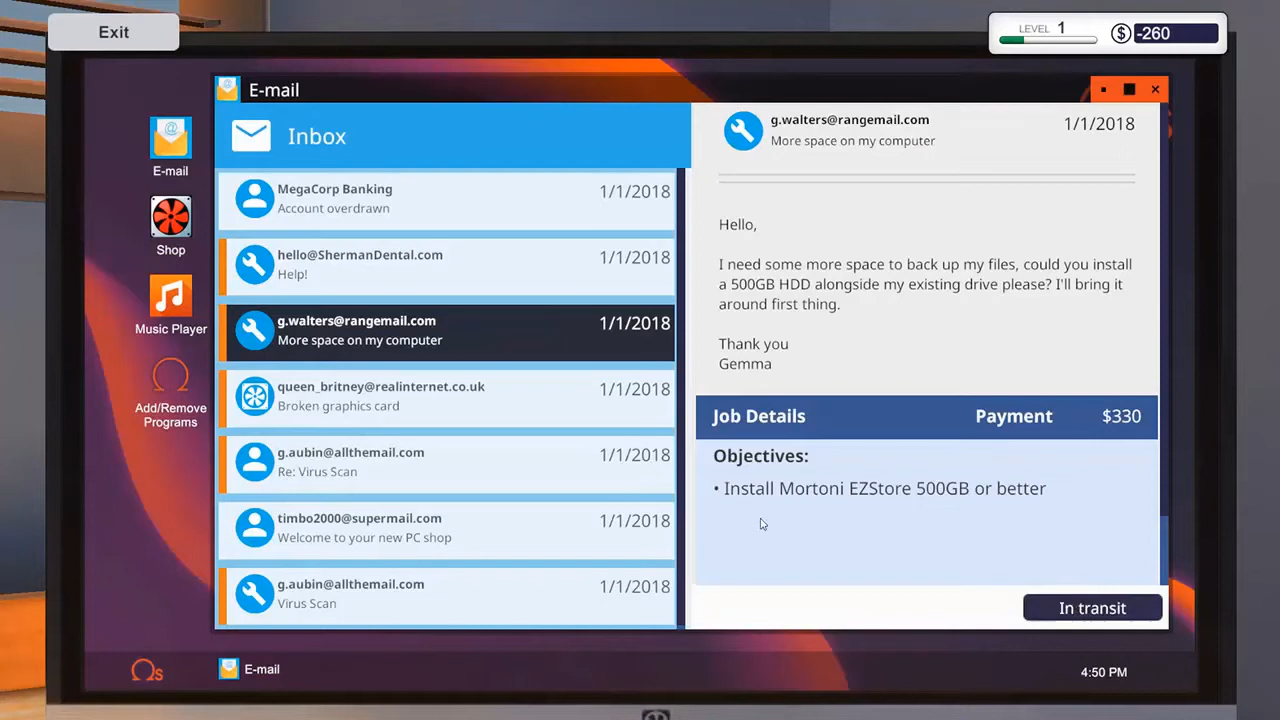 Exit
LEVEL 1
$ -260
E-mail
E-mail
Shop
Music Player
Add/Remove
Programs
Inbox
MegaCorp Banking 1/1/2018
Account overdrawn
hello@ShermanDental.com 1/1/2018
Help!
g.walters@rangemail.com 1/1/2018
More space on my computer
queen_britney@realinternet.co.uk 1/1/2018
Broken graphics card
g.aubin@allthemail.com 1/1/2018
Re: Virus Scan
timbo2000@supermail.com 1/1/2018
Welcome to your new PC shop
g.aubin@allthemail.com 1/1/2018
Virus Scan
g.walters@rangemail.com 1/1/2018
More space on my computer
Hello,
I need some more space to back up my files, could you install
a 500GB HDD alongside my existing drive please? I'll bring it
around first thing.
Thank you
Gemma
Job Details Payment $330
Objectives:
• Install Mortoni EZStore 500GB or better
In transit
Ωs E-mail 4:50 PM